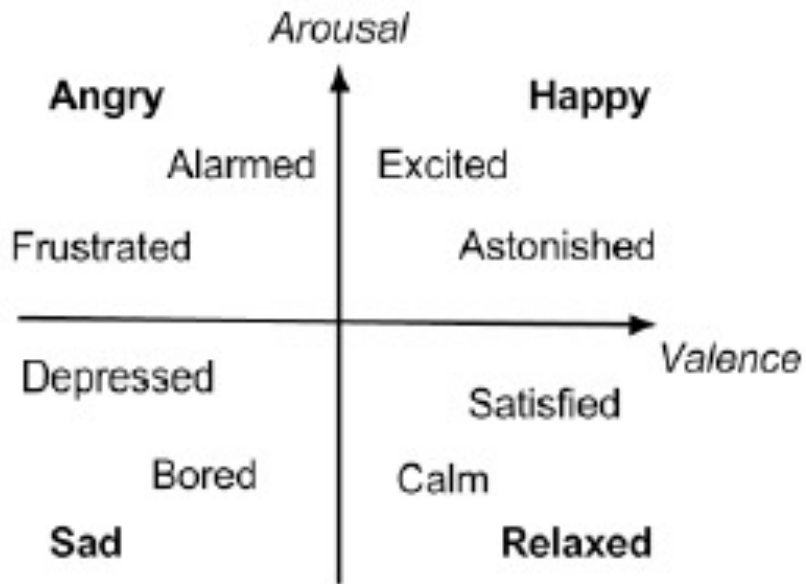 Arousal
Angry Happy
Alarmed Excited
Frustrated Astonished
Valence
Depressed
Satisfied
Bored Calm
Sad Relaxed